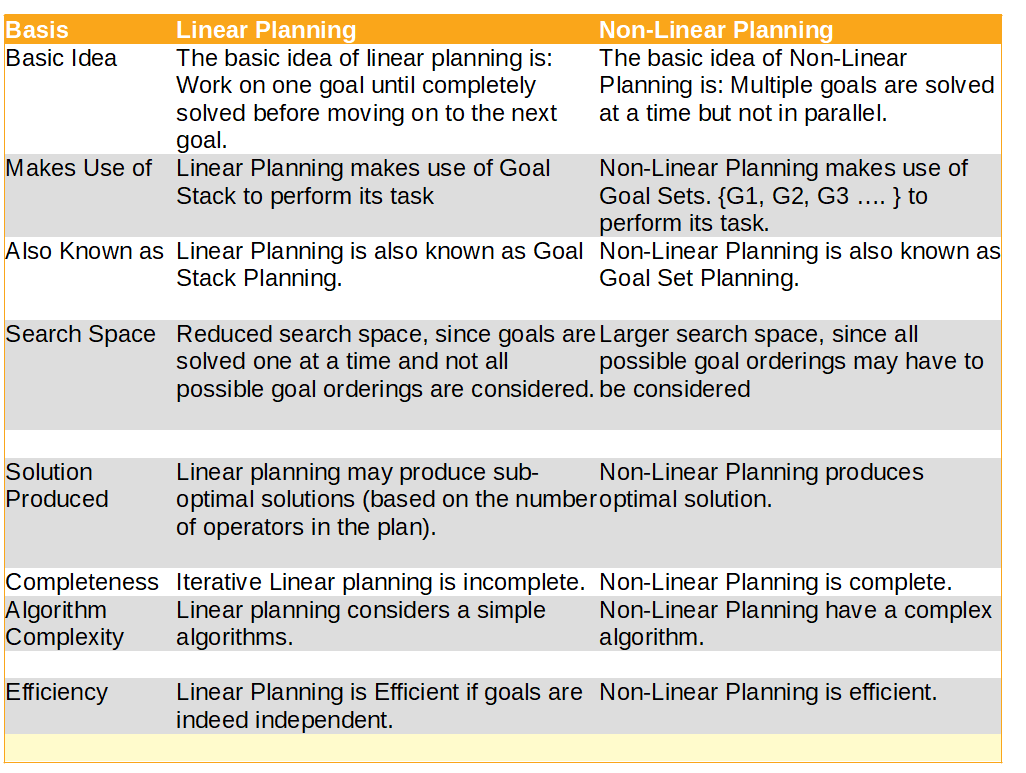 Basis Linear Planning Non-Linear Planning
Basic Idea The basic idea of linear planning is: The basic idea of Non-Linear
Work on one goal until completely Planning is: Multiple goals are solved
solved before moving on to the next at a time but not in parallel.
goal.
Makes Use of Linear Planning makes use of Goal Non-Linear Planning makes use of
Stack to perform its task Goal Sets. {G1, G2, G3 .... } to
perform its task.
Also Known as Linear Planning is also known as Goal Non-Linear Planning is also known as
Stack Planning. Goal Set Planning.
Search Space Reduced search space, since goals are Larger search space, since all
solved one at a time and not all possible goal orderings may have to
possible goal orderings are considered. be considered
Solution Linear planning may produce sub- Non-Linear Planning produces
Produced optimal solutions (based on the number optimal solution.
of operators in the plan).
Completeness Iterative Linear planning is incomplete. Non-Linear Planning is complete.
Algorithm Linear planning considers a simple Non-Linear Planning have a complex
Complexity algorithms. algorithm.
Efficiency Linear Planning is Efficient if goals are Non-Linear Planning is efficient.
indeed independent.